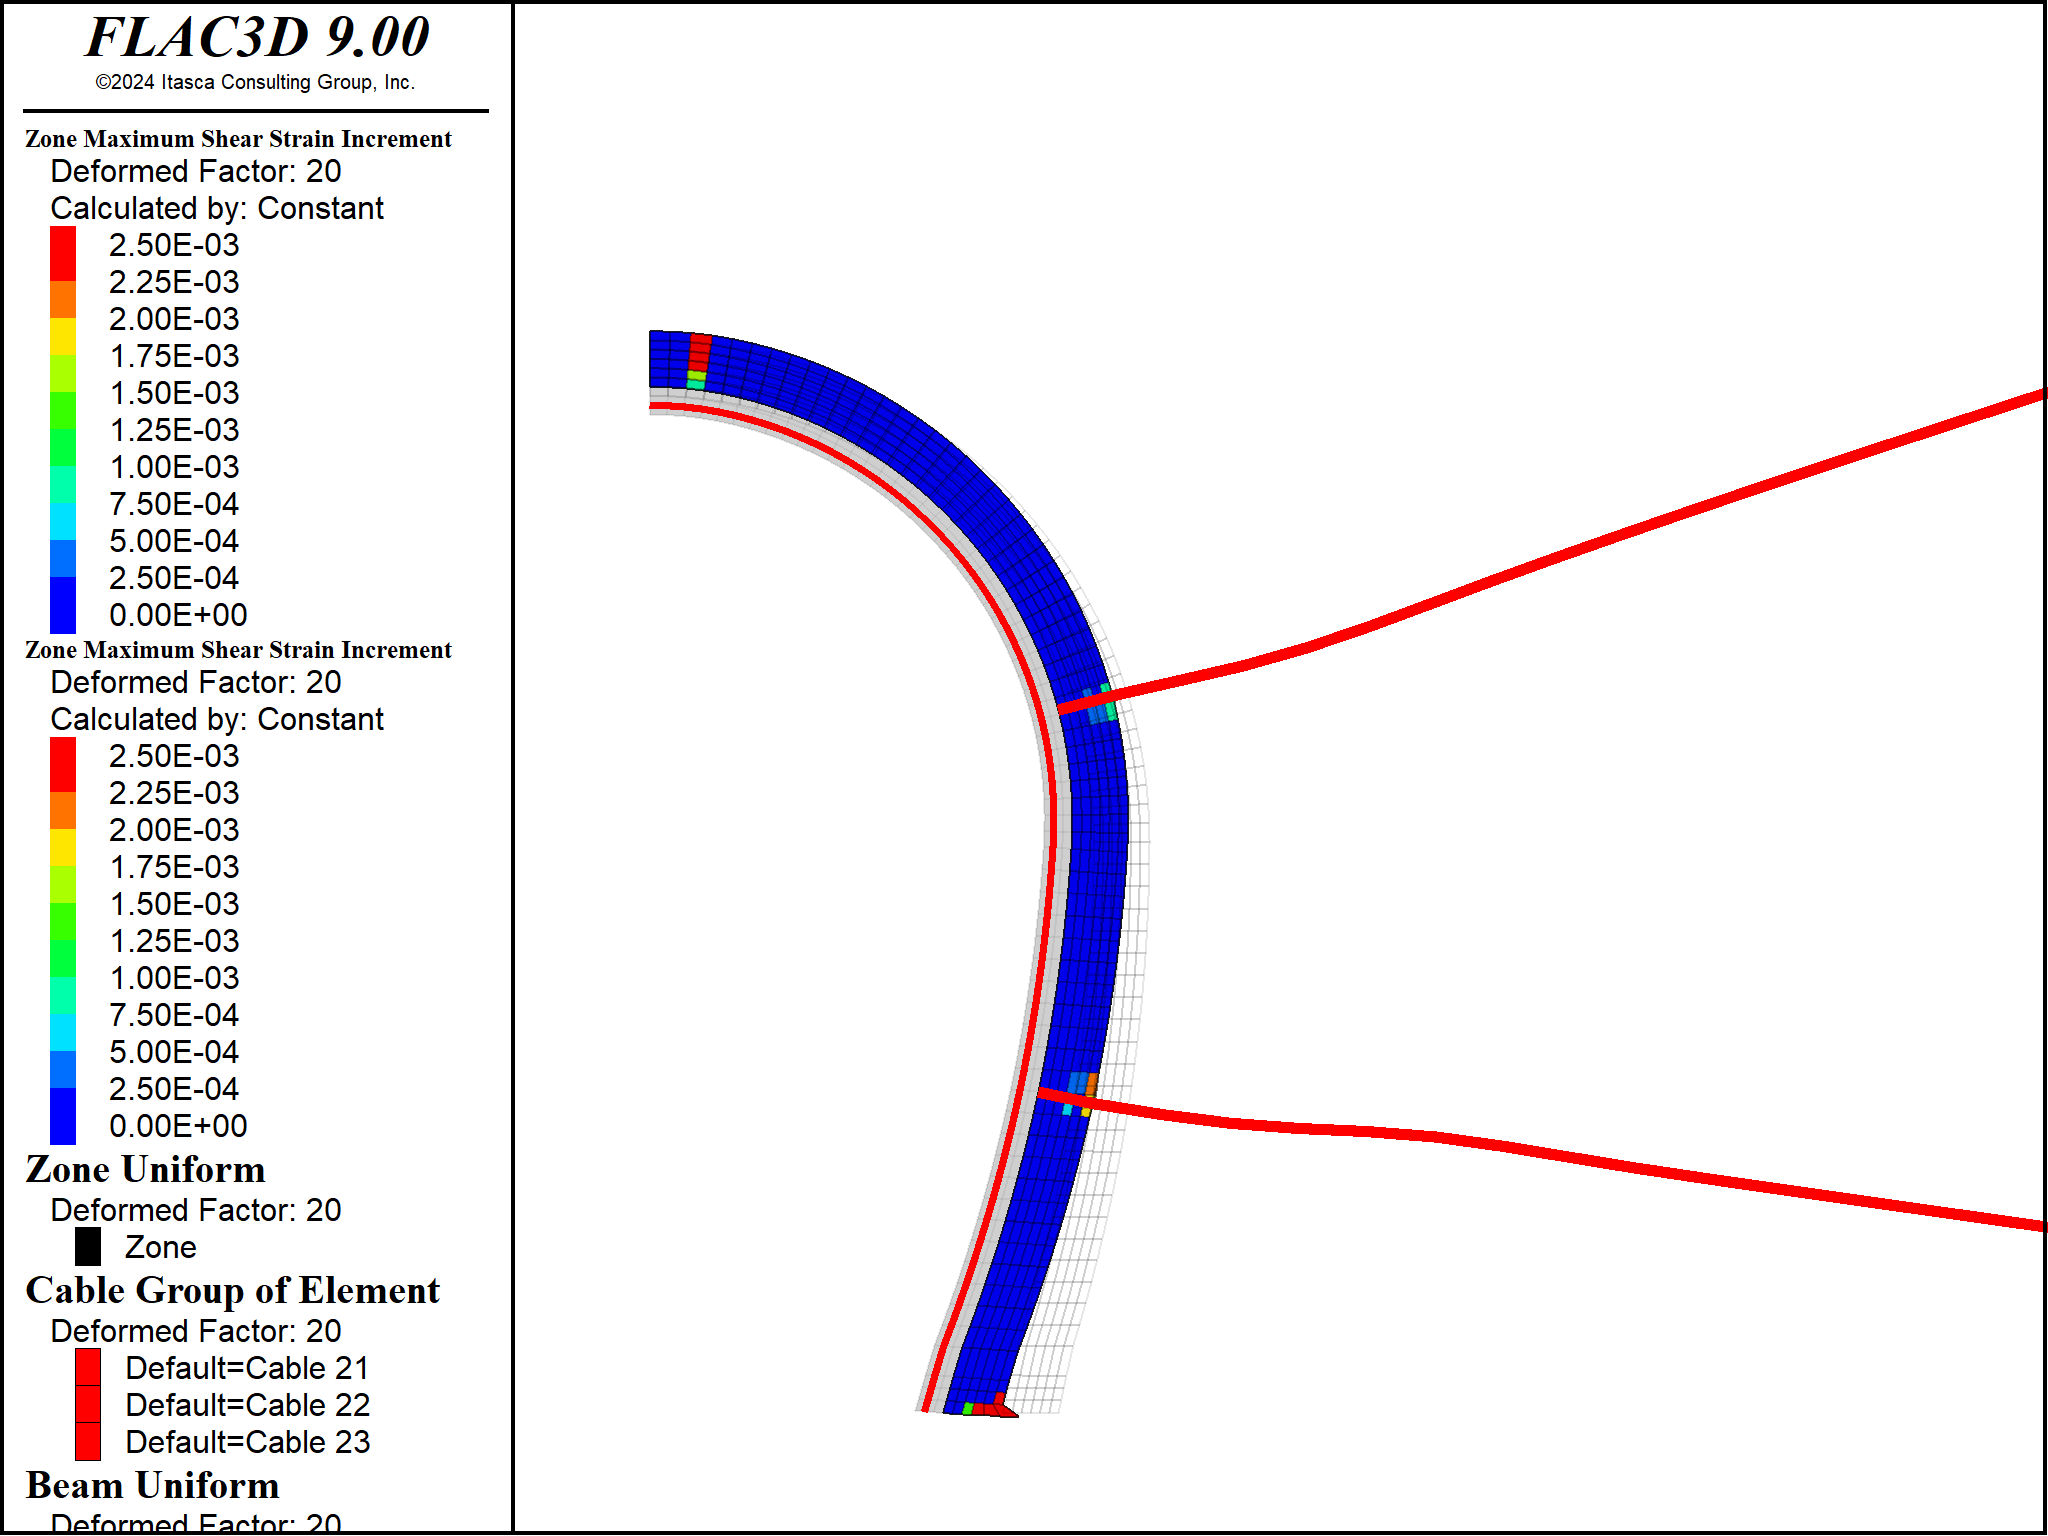 FLAC3D 9.00
©2024 Itasca Consulting Group, Inc.
Zone Maximum Shear Strain Increment
Deformed Factor: 20
Calculated by: Constant
2.50E-03
2.25E-03
2.00E-03
1.75E-03
1.50E-03
1.25E-03
1.00E-03
7.50E-04
5.00E-04
2.50E-04
0.00E+00
Zone Maximum Shear Strain Increment
Deformed Factor: 20
Calculated by: Constant
2.50E-03
2.25E-03
2.00E-03
1.75E-03
1.50E-03
1.25E-03
1.00E-03
7.50E-04
5.00E-04
2.50E-04
0.00E+00
Zone Uniform
Deformed Factor: 20
Zone
Cable Group of Element
Deformed Factor: 20
Default=Cable 21
Default=Cable 22
Default=Cable 23
Beam Uniform
Deformed Factor: 20